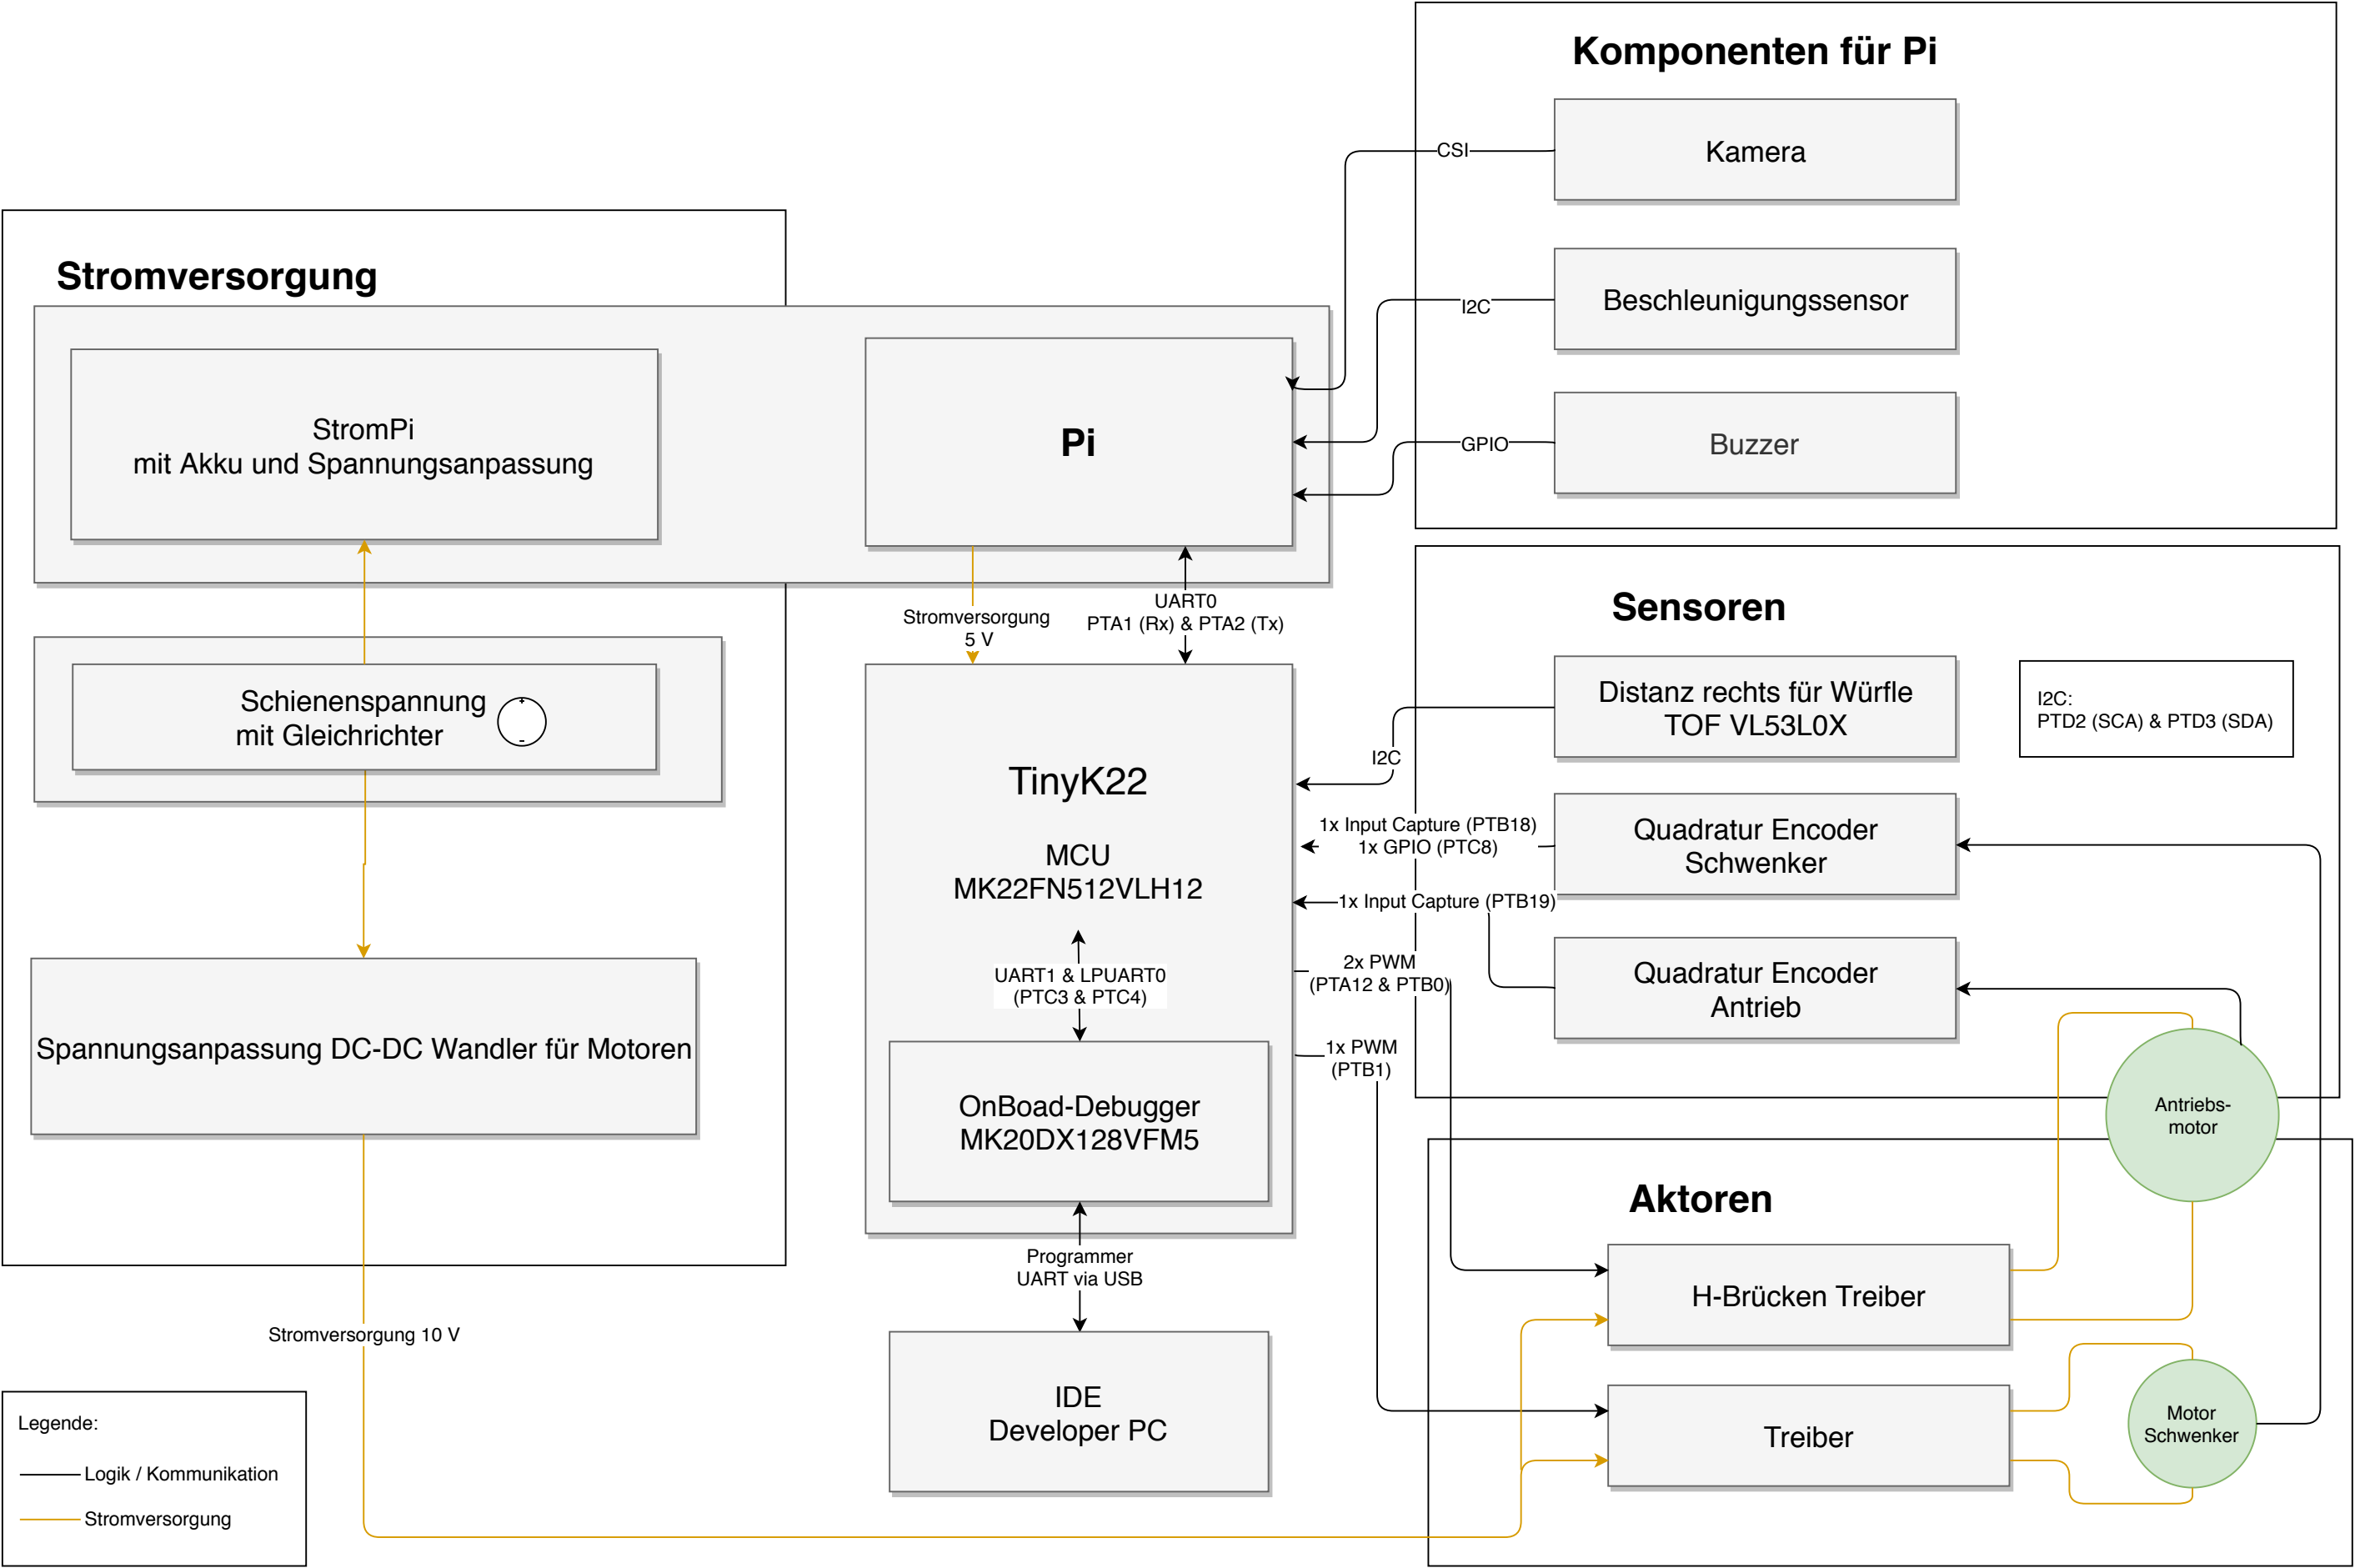 Komponenten für Pi
Kamera
CSI
Beschleunigungssensor
I2C
Buzzer
GPIO
Stromversorgung
StromPi
mit Akku und Spannungsanpassung
Pi
Stromversorgung
5 V
UART0
PTA1 (Rx) & PTA2 (Tx)
Schienenspannung
mit Gleichrichter
+
-
Spannungsanpassung DC-DC Wandler für Motoren
Stromversorgung 10 V
TinyK22
MCU
MK22FN512VLH12
UART1 & LPUART0
(PTC3 & PTC4)
OnBoad-Debugger
MK20DX128VFM5
Programmer
UART via USB
IDE
Developer PC
Sensoren
Distanz rechts für Würfle
TOF VL53L0X
I2C:
PTD2 (SCA) & PTD3 (SDA)
I2C
1x Input Capture (PTB18)
1x GPIO (PTC8)
Quadratur Encoder
Schwenker
1x Input Capture (PTB19)
Quadratur Encoder
Antrieb
2x PWM
(PTA12 & PTB0)
1x PWM
(PTB1)
Antriebs-
motor
Aktoren
H-Brücken Treiber
Treiber
Motor
Schwenker
Legende:
Logik / Kommunikation
Stromversorgung